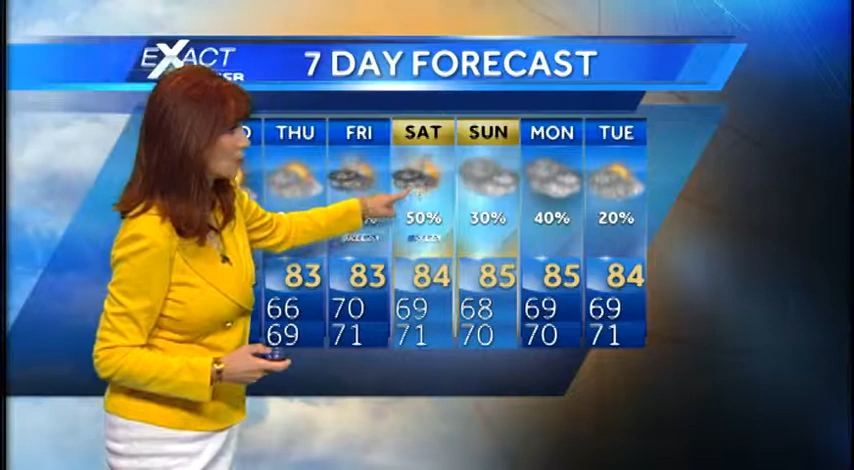 EXACT
7 DAY FORECAST
THU FRI SAT SUN MON TUE
50% 30% 40% 20%
83 83 84 85 85 84
66 70 69 68 69 69
69 71 71 70 70 71